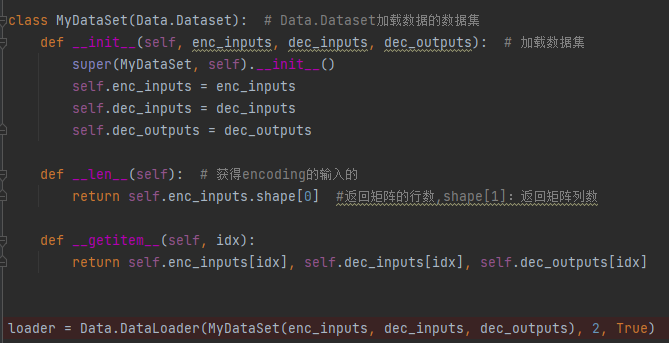 class MyDataSet(Data.Dataset):  # Data.Dataset加载数据的数据集
    def __init__(self, enc_inputs, dec_inputs, dec_outputs):  # 加载数据集
        super(MyDataSet, self).__init__()
        self.enc_inputs = enc_inputs
        self.dec_inputs = dec_inputs
        self.dec_outputs = dec_outputs
    def __len__(self):  # 获得encoding的输入的
        return self.enc_inputs.shape[0]  #返回矩阵的行数,shape[1]：返回矩阵列数
    def __getitem__(self, idx):
        return self.enc_inputs[idx], self.dec_inputs[idx], self.dec_outputs[idx]
loader = Data.DataLoader(MyDataSet(enc_inputs, dec_inputs, dec_outputs), 2, True)